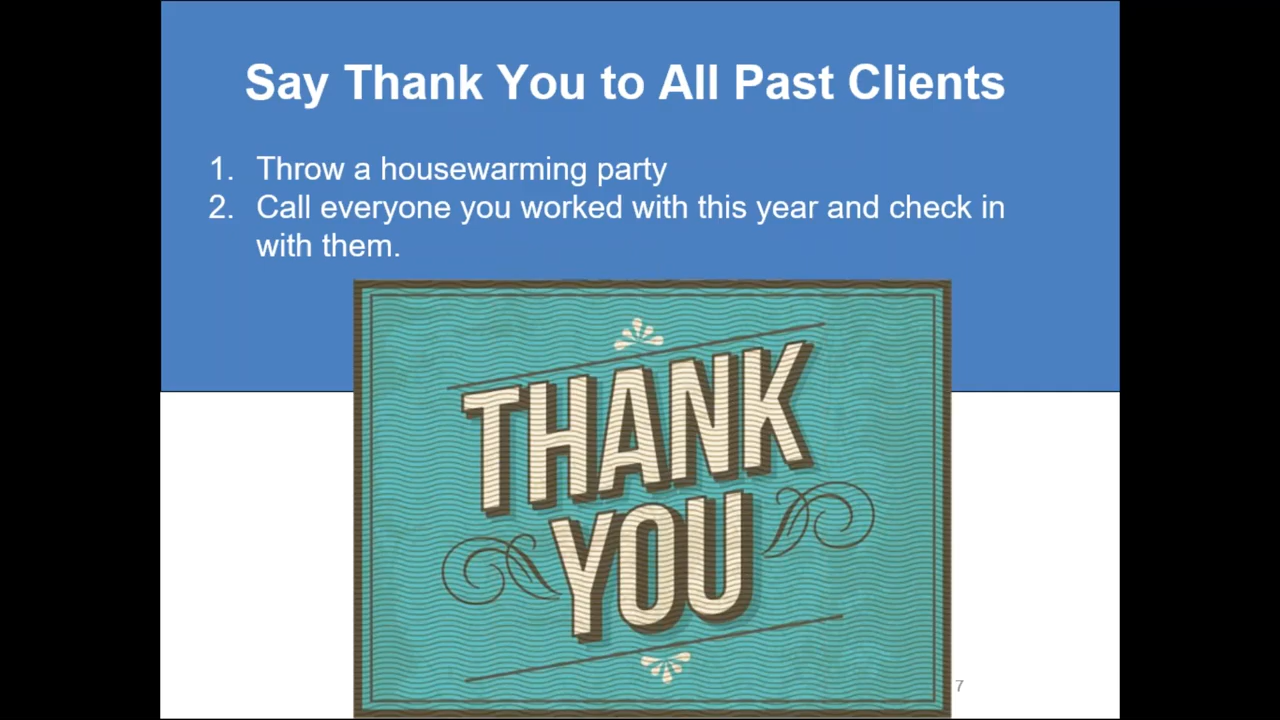 Say Thank You to All Past Clients
1. Throw a housewarming party
2. Call everyone you worked with this year and check in
with them.
THANK
YOU
7